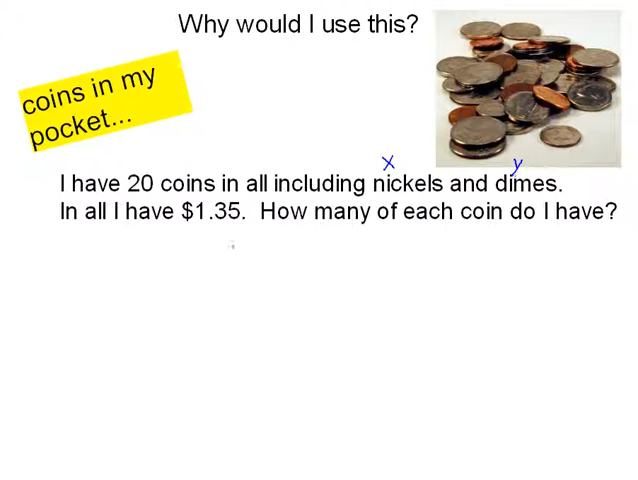 Why would I use this?
coins in my
pocket...
x y
I have 20 coins in all including nickels and dimes.
In all I have $1.35. How many of each coin do I have?